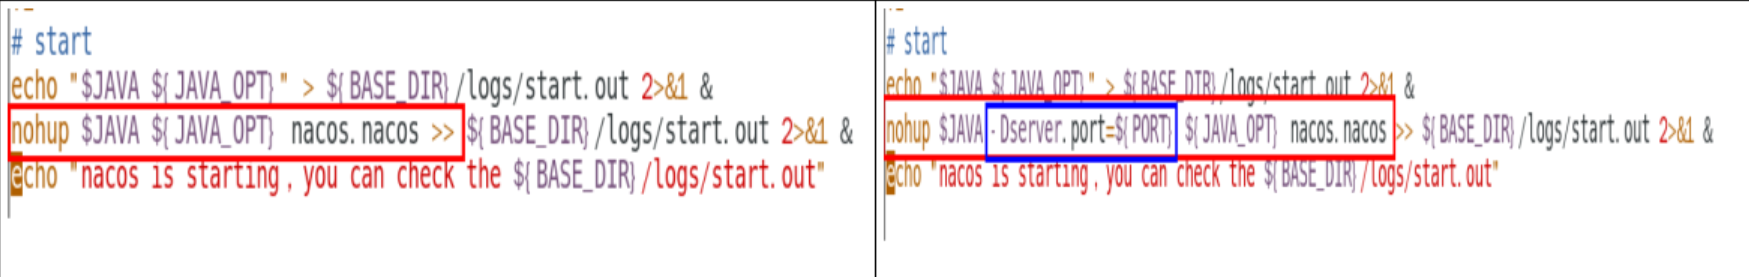 # start
echo "$JAVA ${JAVA_OPT}" > ${BASE_DIR}/logs/start.out 2>&1 &
nohup $JAVA ${JAVA_OPT} nacos.nacos >> ${BASE_DIR}/logs/start.out 2>&1 &
echo "nacos is starting,you can check the ${BASE_DIR}/logs/start.out"
# start
echo "$JAVA ${JAVA_OPT}" > ${BASE_DIR}/logs/start.out 2>&1 &
nohup $JAVA -Dserver.port=${PORT} ${JAVA_OPT} nacos.nacos >> ${BASE_DIR}/logs/start.out 2>&1 &
echo "nacos is starting,you can check the ${BASE_DIR}/logs/start.out"